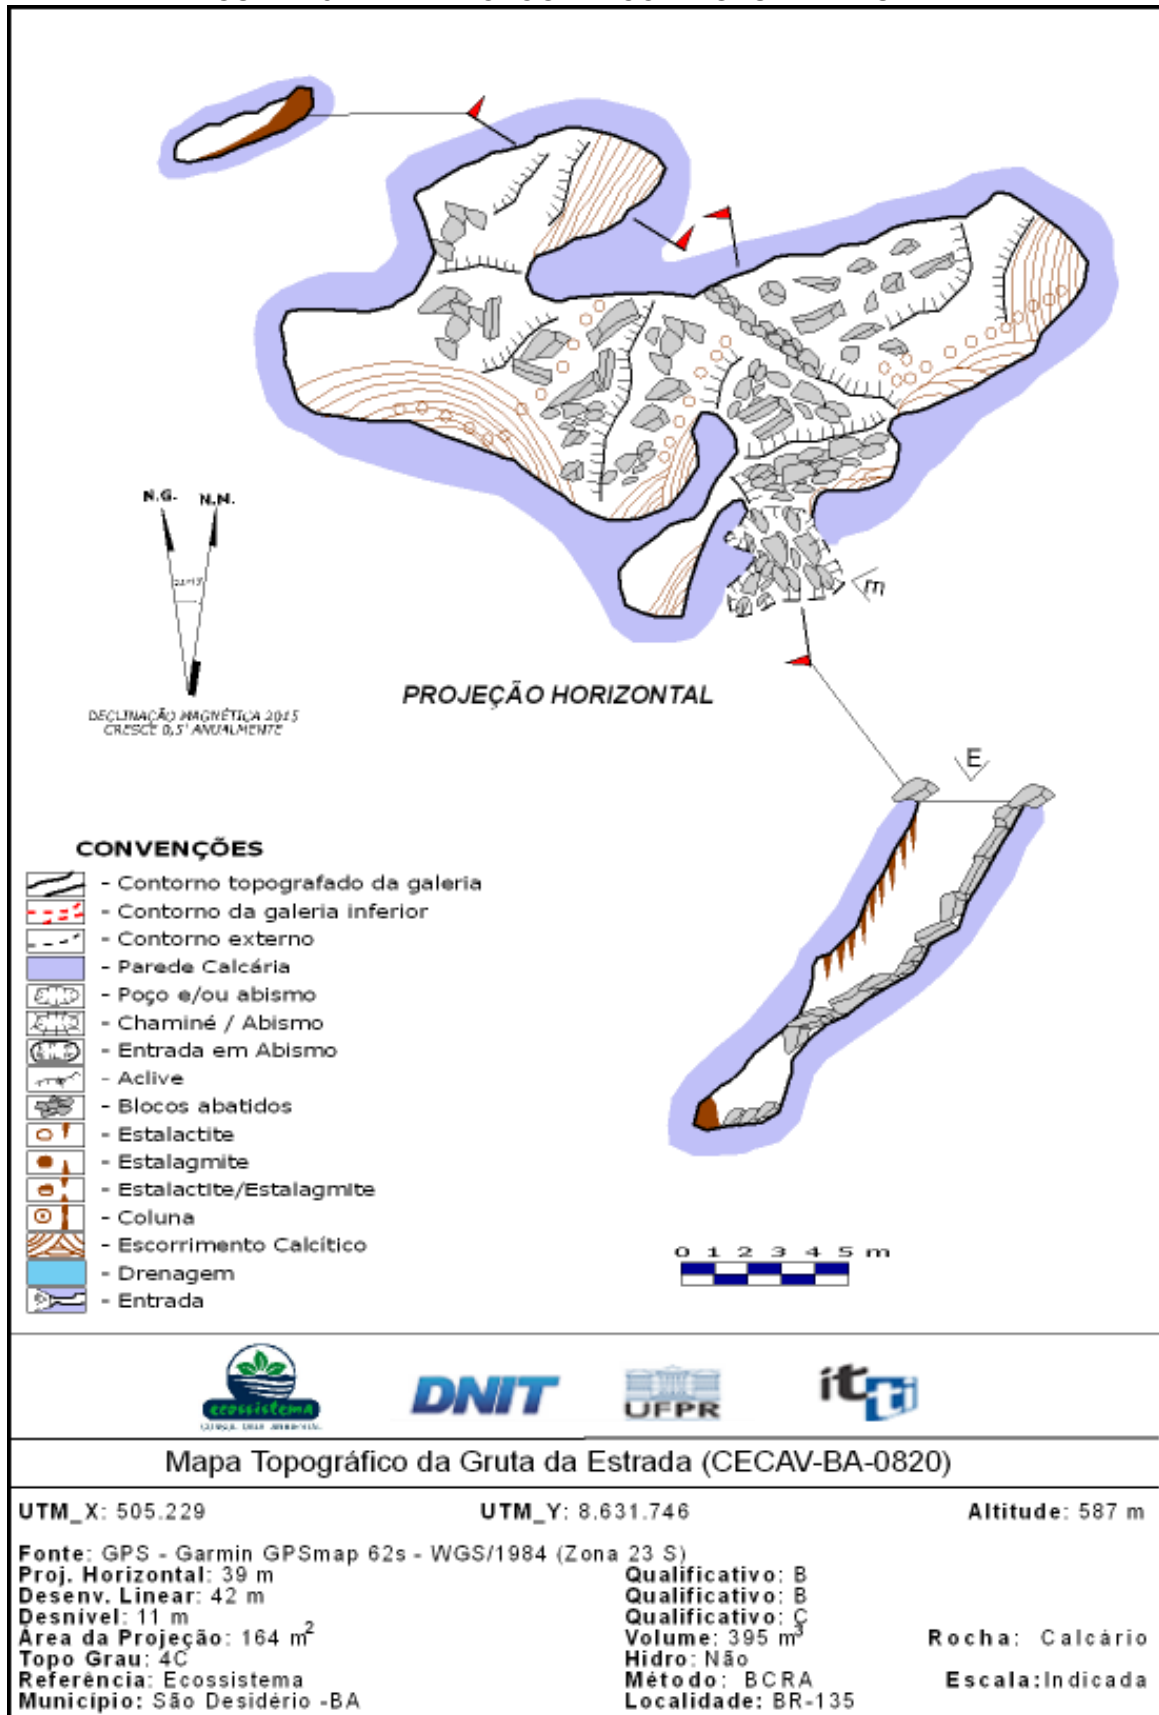 N.G. N.M.
m
PROJEÇÃO HORIZONTAL
DECLINAÇÃO MAGNÉTICA 2015
CRESCE 0,5' ANUALMENTE
E
CONVENÇÕES
- Contorno topografado da galeria
- Contorno da galeria inferior
- Contorno externo
- Parede Calcária
- Poço e/ou abismo
- Chaminé / Abismo
- Entrada em Abismo
- Aclive
- Blocos abatidos
- Estalactite
- Estalagmite
- Estalactite/Estalagmite
- Coluna
- Escorrimento Calcítico
- Drenagem
- Entrada
0 1 2 3 4 5 m
ecossistema
DNIT
UFPR
itti
Mapa Topográfico da Gruta da Estrada (CECAV-BA-0820)
UTM_X: 505.229 UTM_Y: 8.631.746 Altitude: 587 m
Fonte: GPS - Garmin GPSmap 62s - WGS/1984 (Zona 23 S)
Proj. Horizontal: 39 m Qualificativo: B
Desenv. Linear: 42 m Qualificativo: B
Desnível: 11 m Qualificativo: C
Área da Projeção: 164 m² Volume: 395 m³ Rocha: Calcário
Topo Grau: 4C Hidro: Não
Referência: Ecossistema Método: BCRA Escala:Indicada
Município: São Desidério -BA Localidade: BR-135